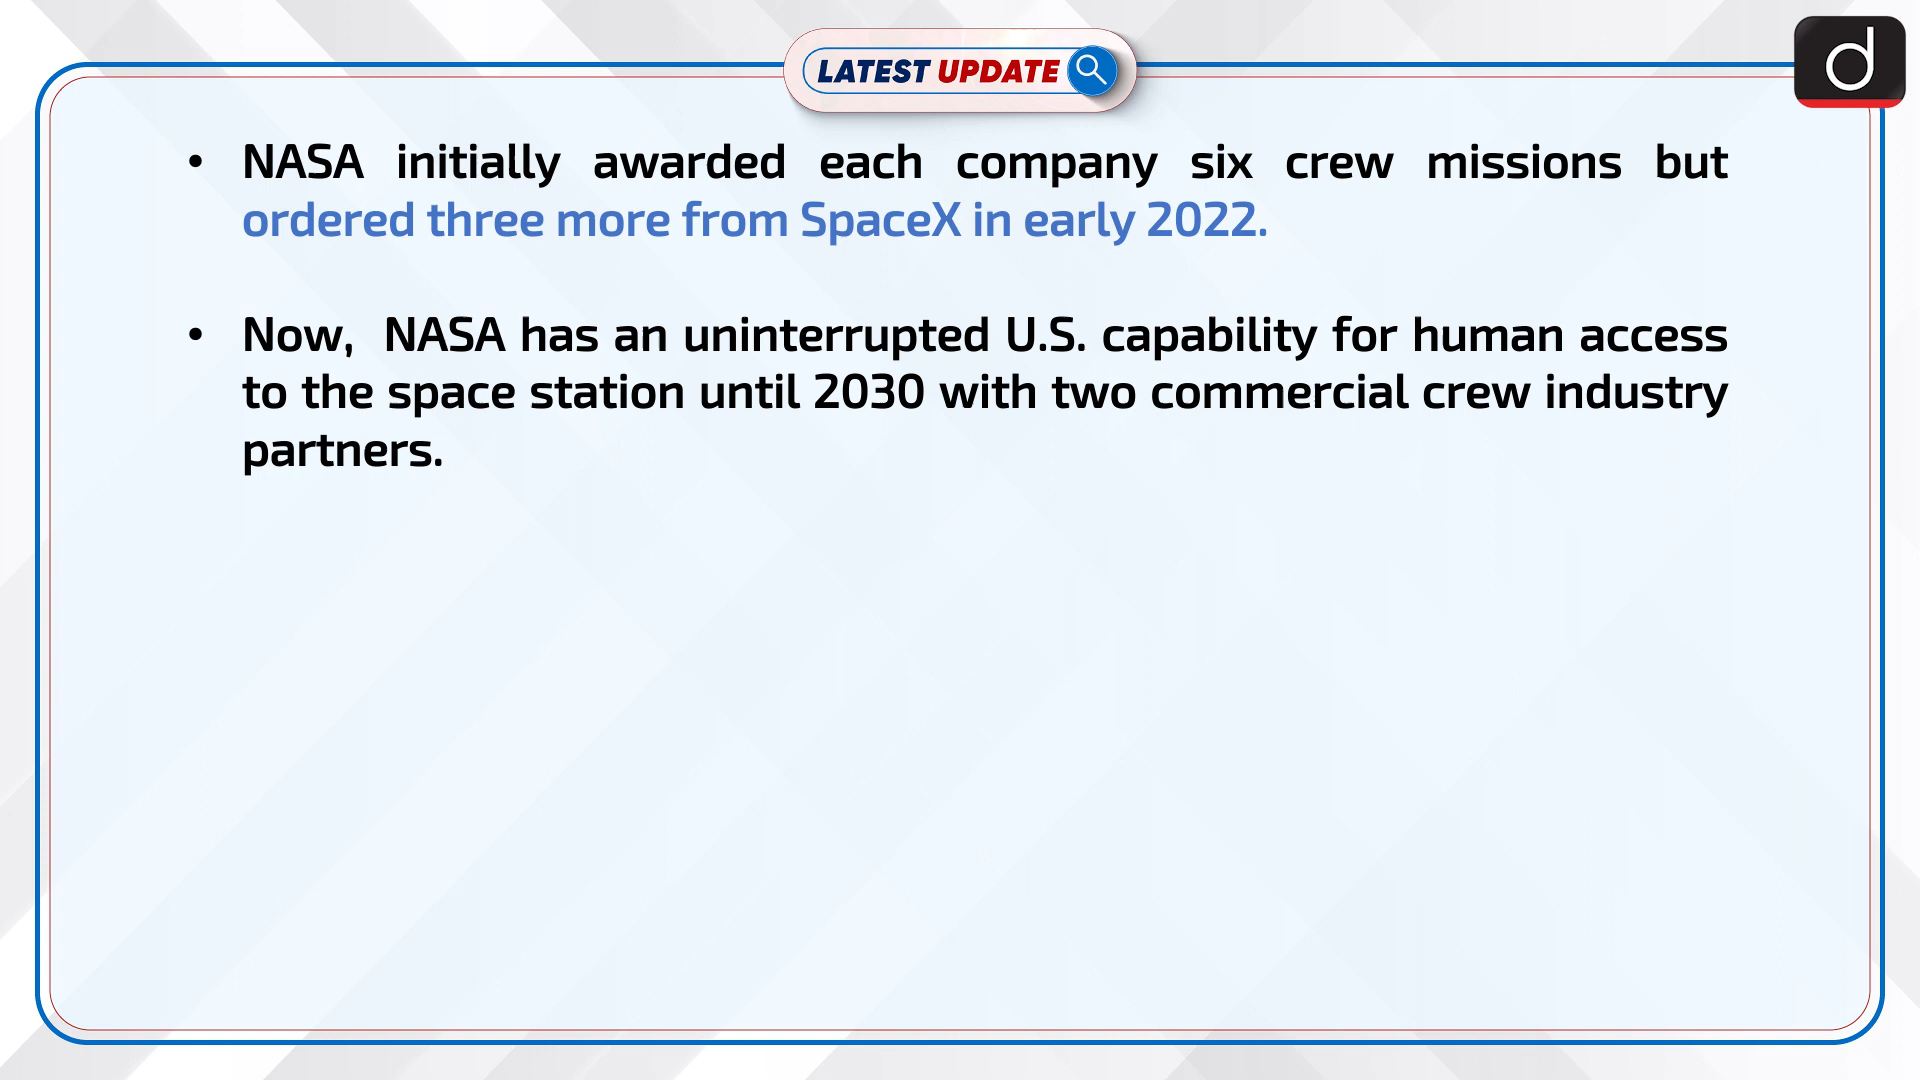 LATEST UPDATE
d
• NASA initially awarded each company six crew missions but
ordered three more from SpaceX in early 2022.
• Now, NASA has an uninterrupted U.S. capability for human access
to the space station until 2030 with two commercial crew industry
partners.